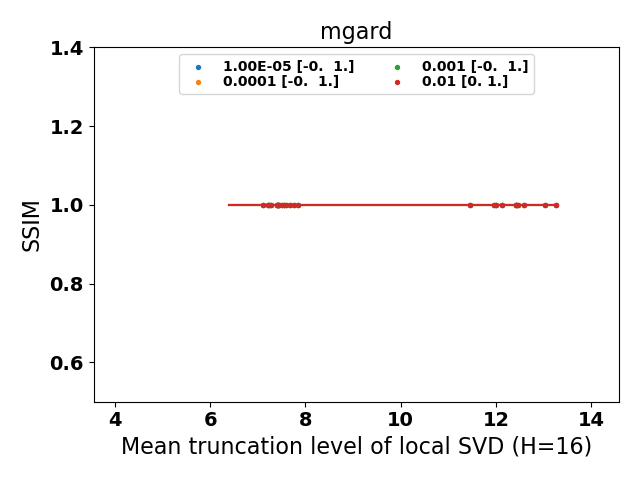 mgard
1.00E-05 [-0.  1.]
0.0001 [-0.  1.]
0.001 [-0.  1.]
0.01 [0. 1.]
1.4
1.2
1.0
0.8
0.6
SSIM
4 6 8 10 12 14
Mean truncation level of local SVD (H=16)